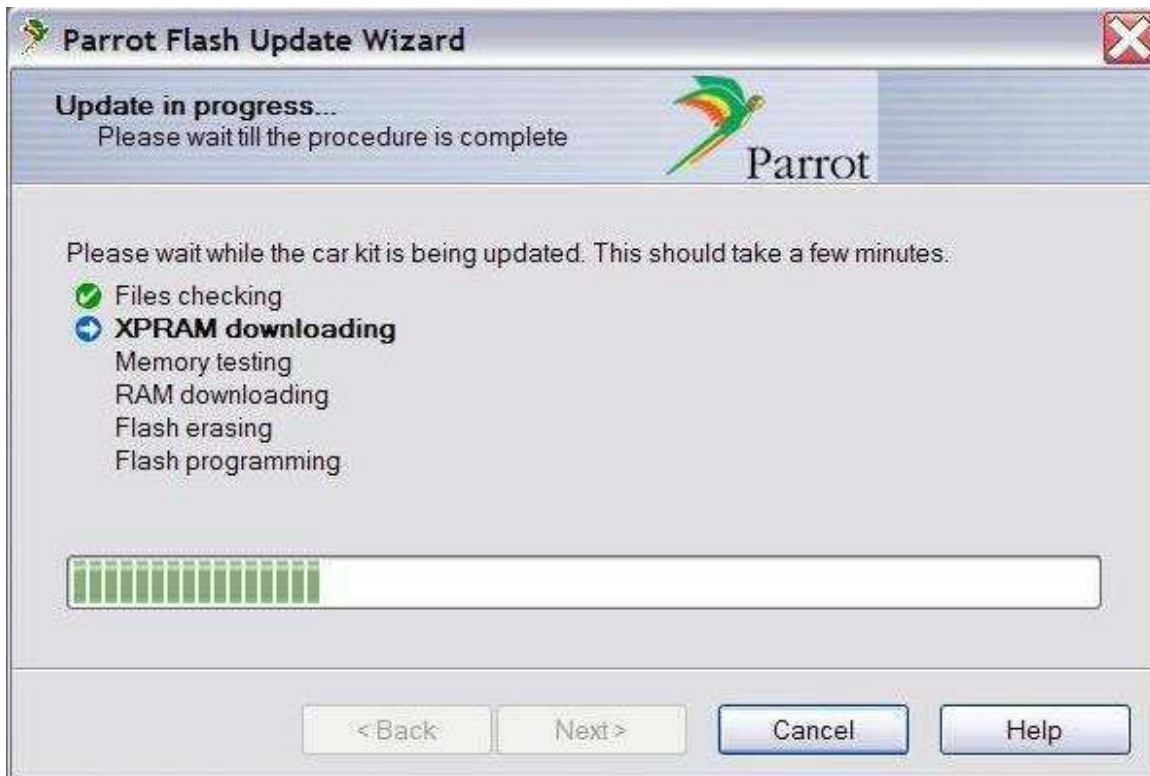 Parrot Flash Update Wizard
Update in progress...
Please wait till the procedure is complete
Parrot
Please wait while the car kit is being updated. This should take a few minutes.
Files checking
XPRAM downloading
Memory testing
RAM downloading
Flash erasing
Flash programming
< Back
Next >
Cancel
Help